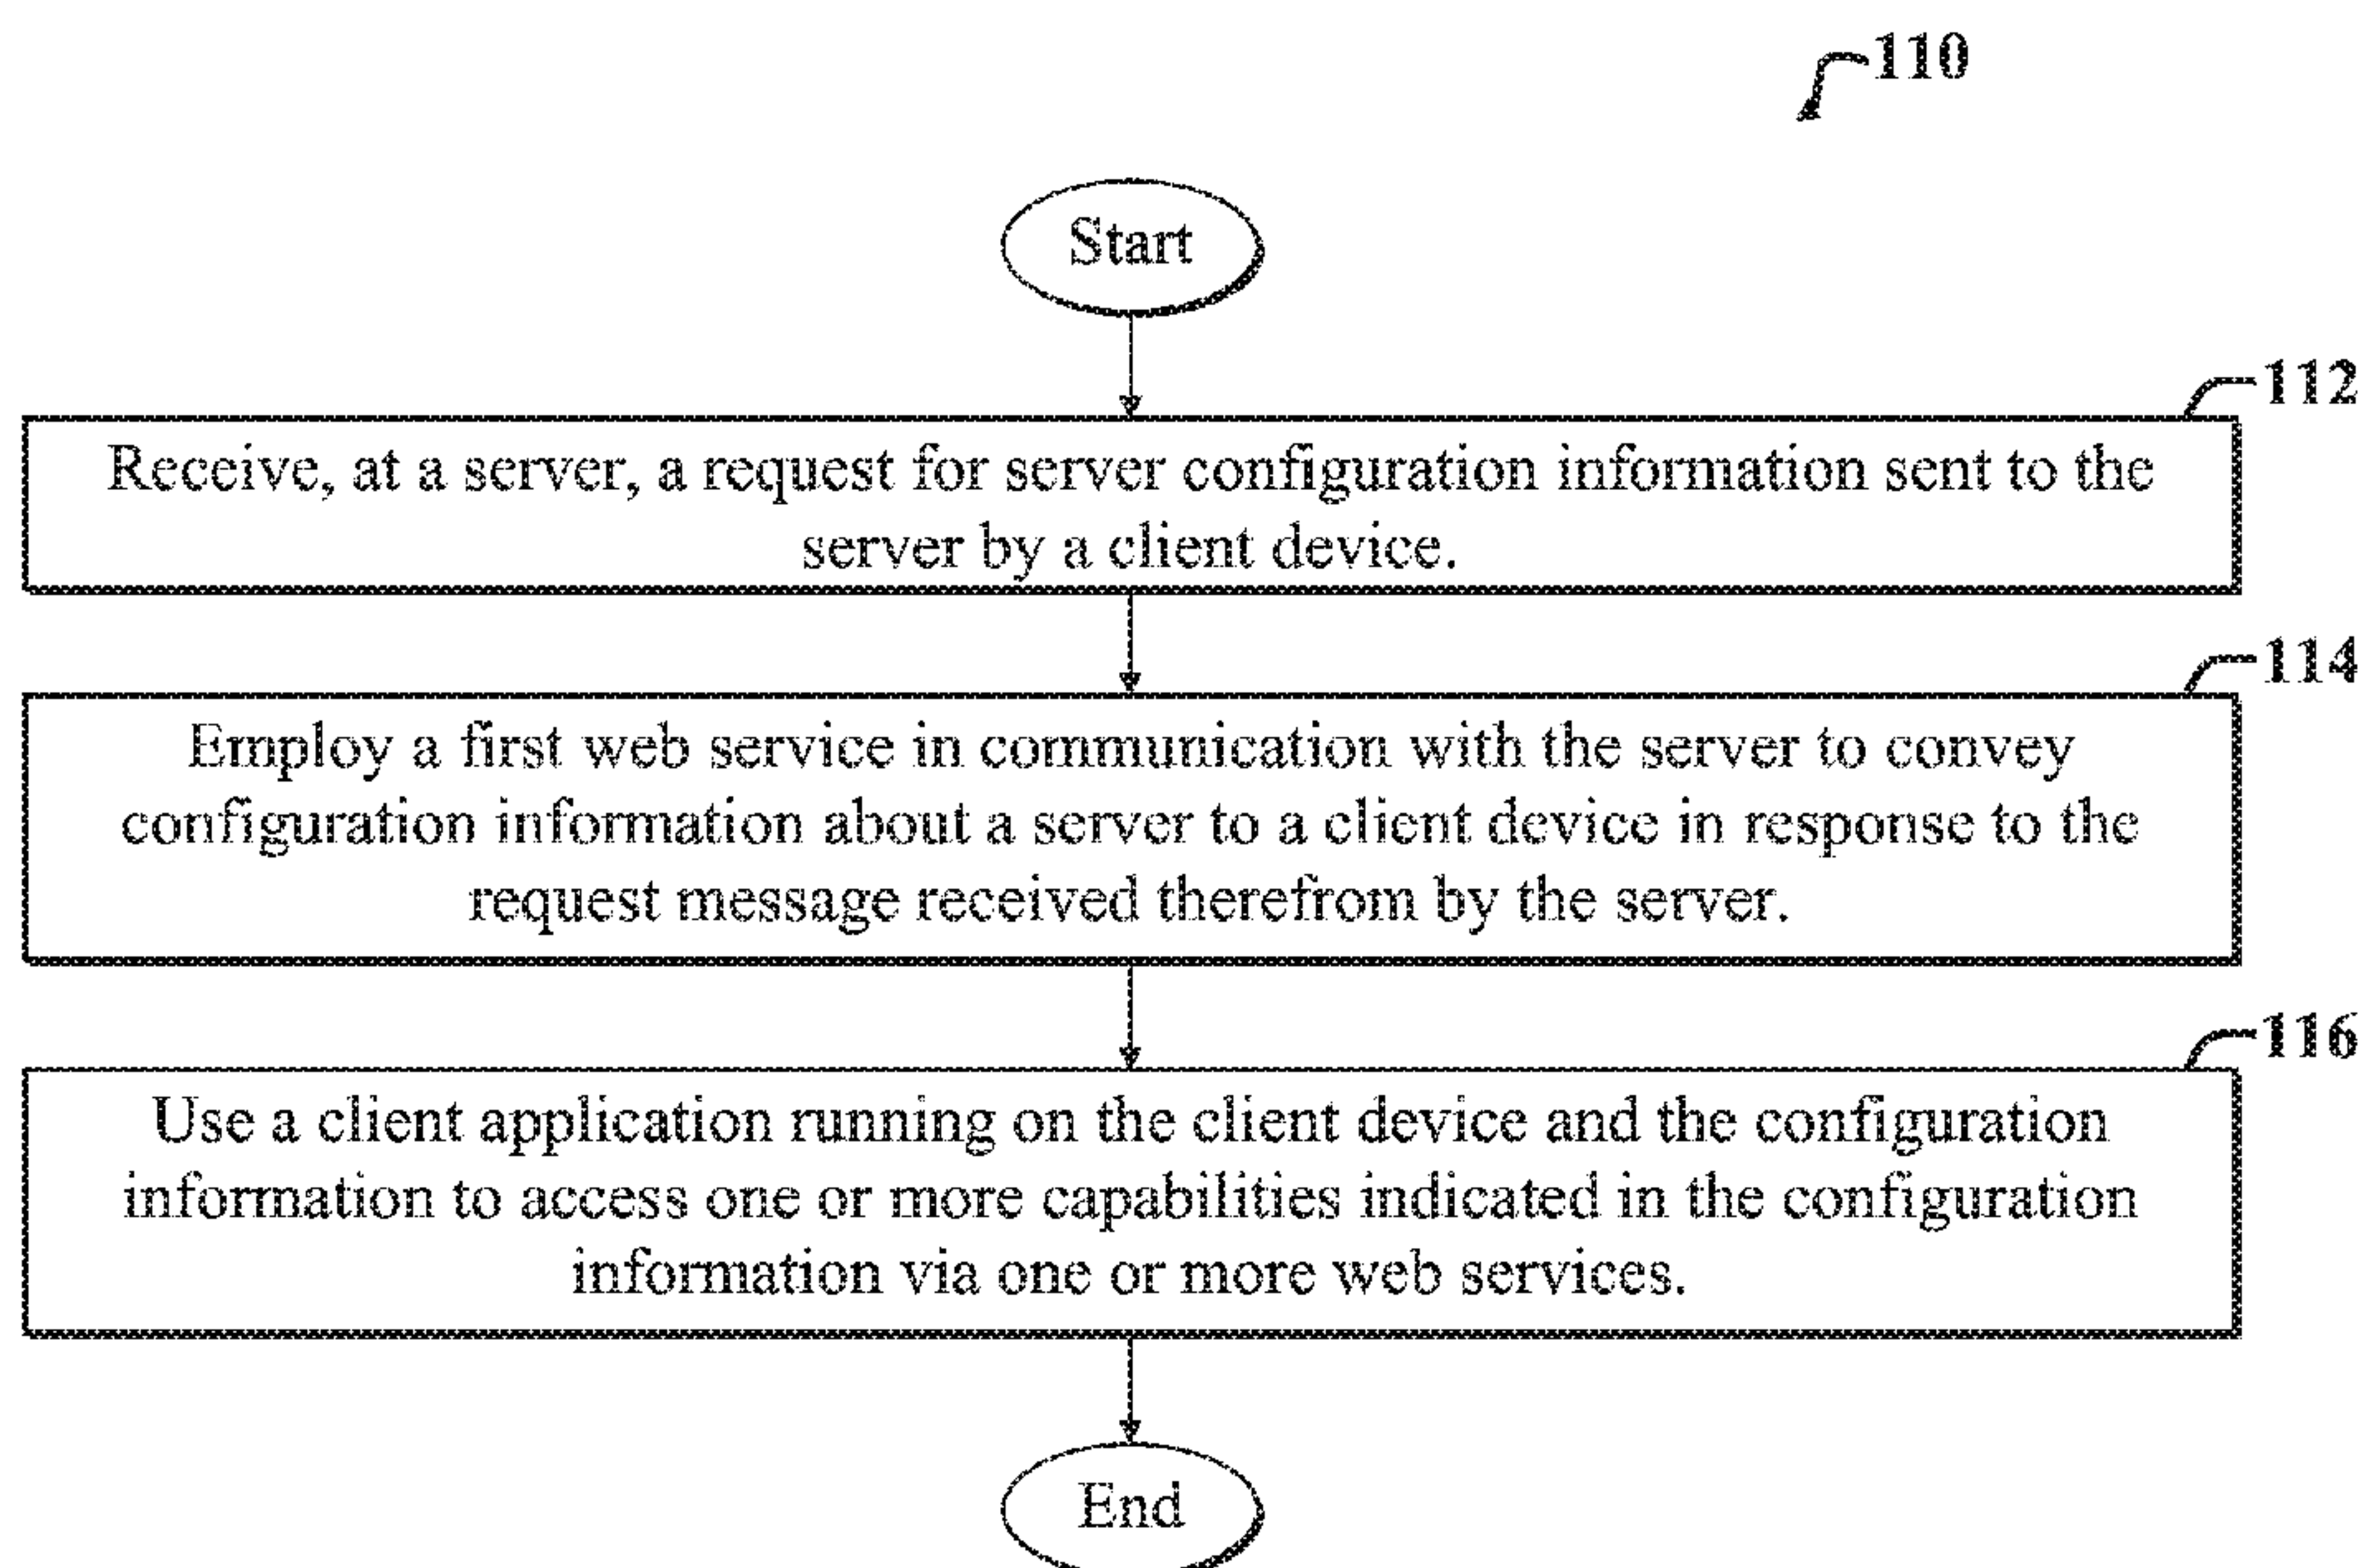 110
Start
112
Receive, at a server, a request for server configuration information sent to the
server by a client device.
114
Employ a first web service in communication with the server to convey
configuration information about a server to a client device in response to the
request message received therefrom by the server.
116
Use a client application running on the client device and the configuration
information to access one or more capabilities indicated in the configuration
information via one or more web services.
End